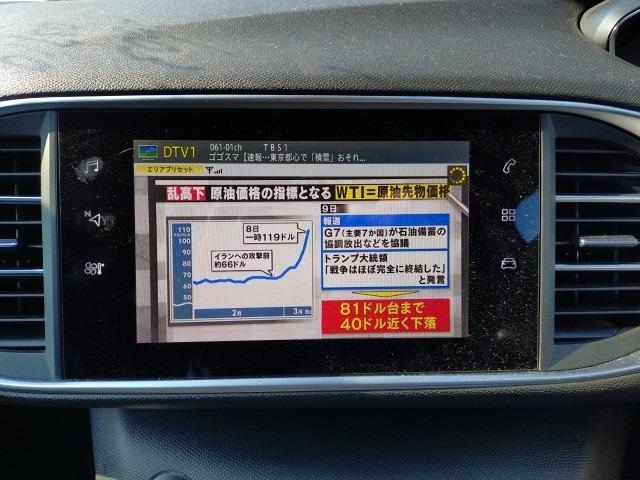 DTV1
061-01ch TBS1
ゴゴスマ【速報…東京都心で「積雪」おそれ...
エリアプリセット
乱高下 原油価格の指標となる WTI=原油先物価格
110
100
90
80
70
60
50
8日
一時119ドル
イランへの攻撃前
約66ドル
2月
3月 8日
9日
報道
G7(主要7か国)が石油備蓄の
協調放出などを協議
トランプ大統領
「戦争はほぼ完全に終結した」
と発言
81ドル台まで
40ドル近く下落
N